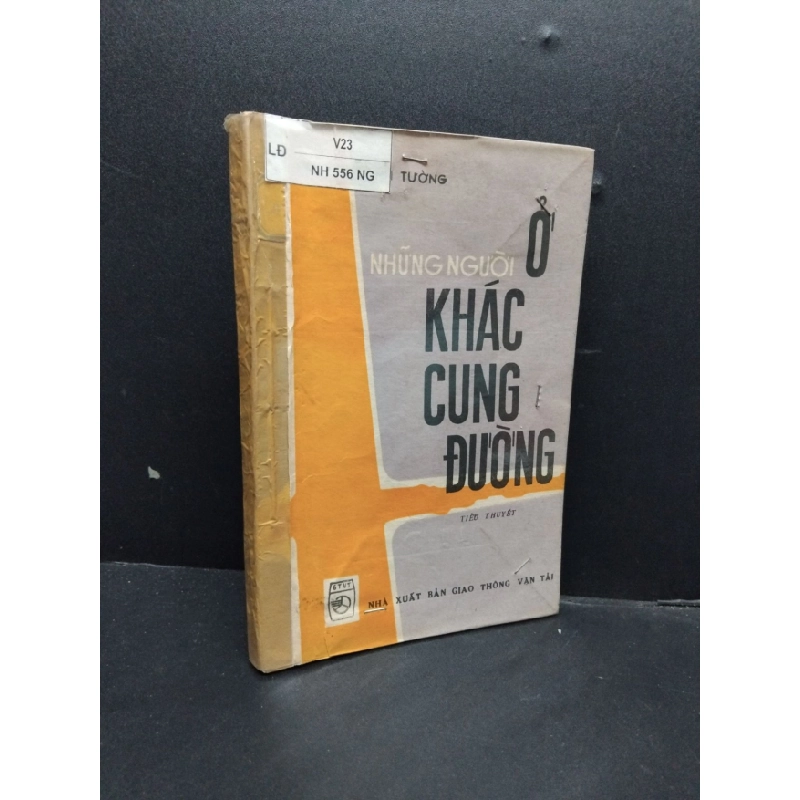 LĐ
V23
NH 556 NG
TƯỜNG
NHỮNG NGƯỜI
Ở
KHÁC
CUNG
ĐƯỜNG
TIỂU THUYẾT
GTVT
NHÀ XUẤT BẢN GIAO THÔNG VẬN TẢI